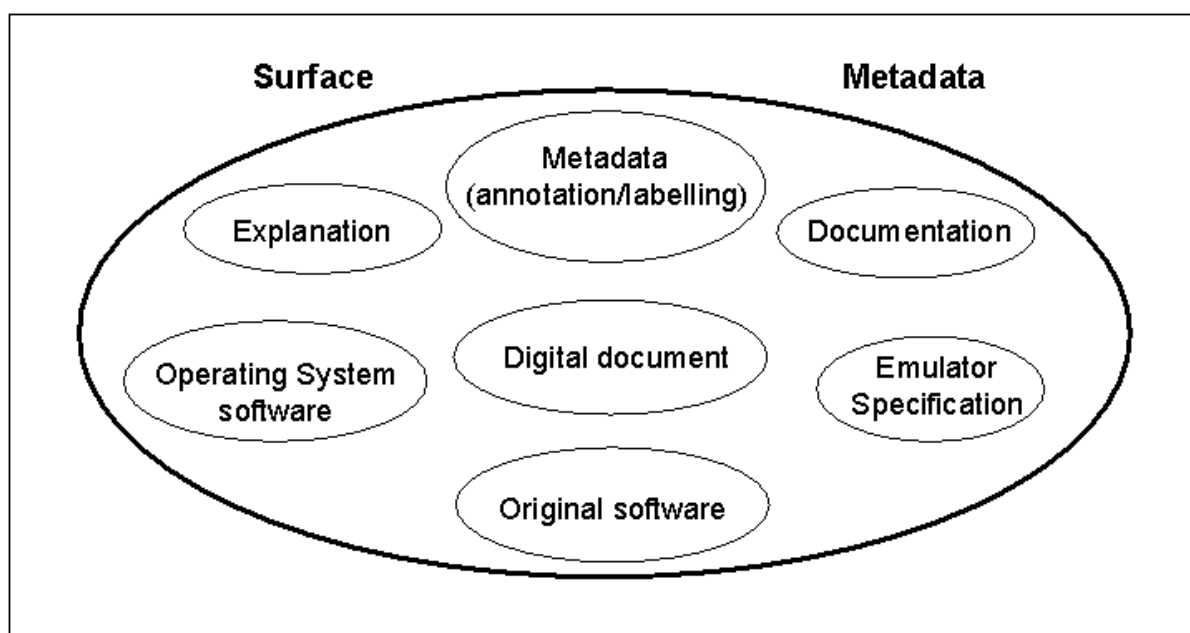 Surface
Metadata
Metadata
(annotation/labelling)
Explanation
Documentation
Digital document
Operating System
software
Emulator
Specification
Original software